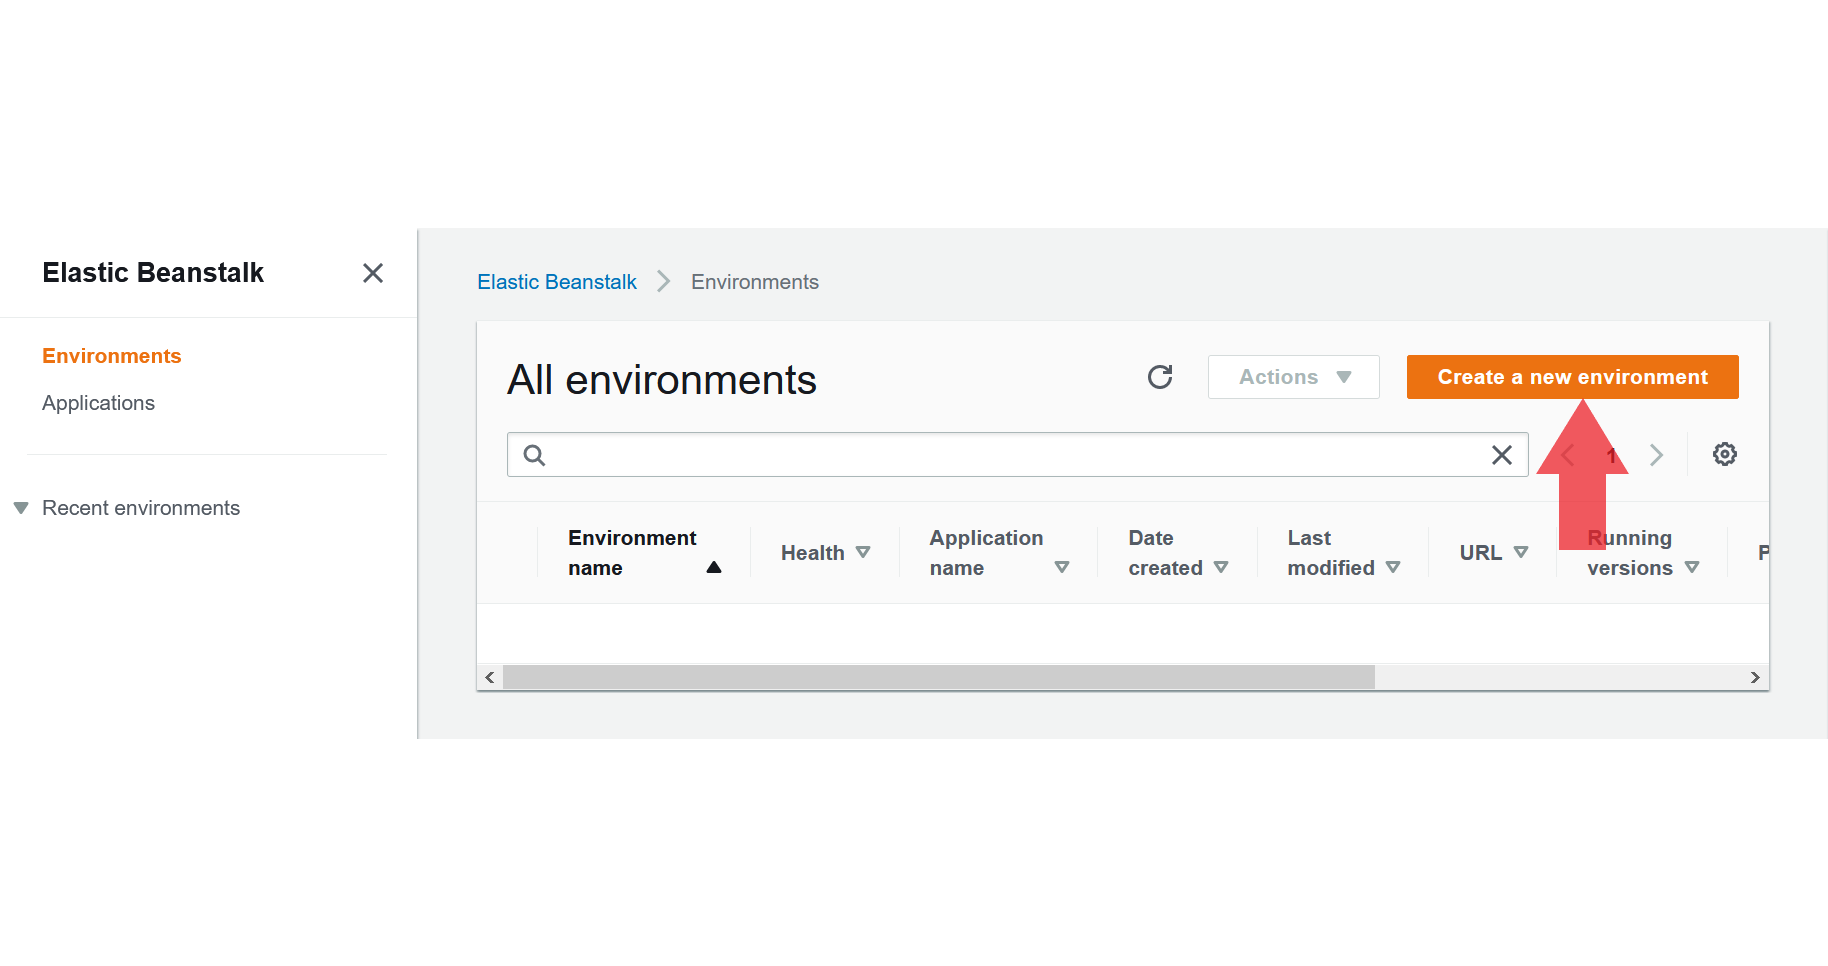 Elastic Beanstalk
Environments
Applications
Recent environments
Elastic Beanstalk
Environments
All environments
Actions
Create a new environment
1
Environment
name
Health
Application
name
Date
created
Last
modified
URL
Running
versions
P